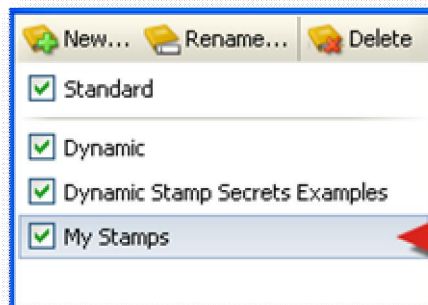 New... Rename... Delete
Standard
Dynamic
Dynamic Stamp Secrets Examples
My Stamps